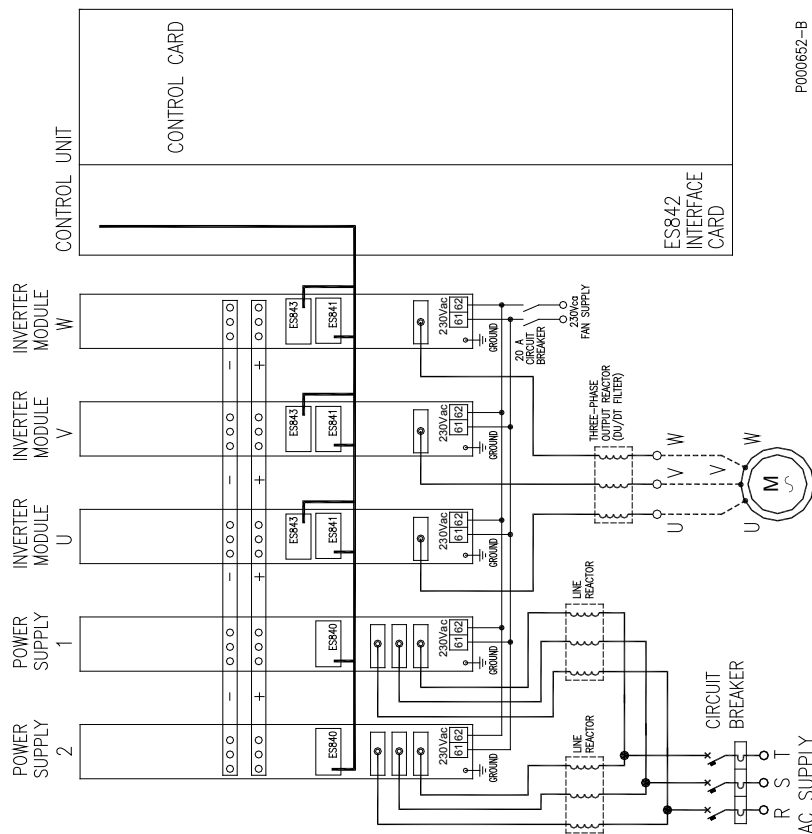 CONTROL UNIT
CONTROL CARD
ES842
INTERFACE
CARD
POWER
SUPPLY
2
POWER
SUPPLY
1
INVERTER
MODULE
U
INVERTER
MODULE
V
INVERTER
MODULE
W
-
+
-
+
-
+
-
+
ES840
ES840
ES843
ES841
ES843
ES841
ES843
ES841
230Vac
61 62
GROUND
230Vac
61 62
GROUND
230Vac
61 62
GROUND
230Vac
61 62
GROUND
230Vac
61 62
GROUND
20 A
CIRCUIT
BREAKER
230Vca
FAN SUPPLY
LINE
REACTOR
LINE
REACTOR
THREE-PHASE
OUTPUT REACTOR
(DU/DT FILTER)
U V W
U V W
M
CIRCUIT
BREAKER
R S T
AC SUPPLY
P000652-B